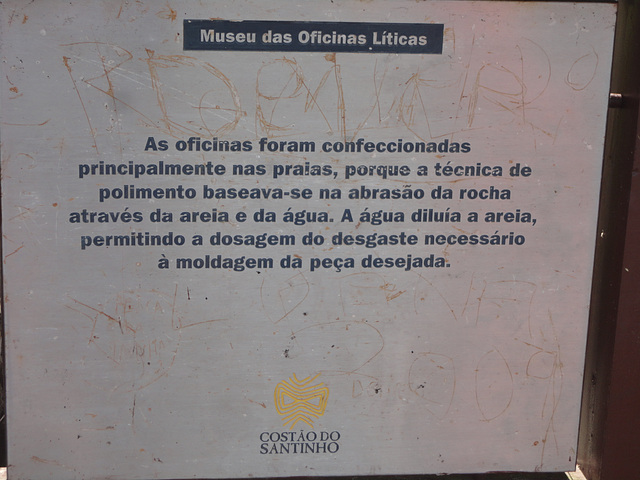 Museu das Oficinas Líticas
As oficinas foram confeccionadas
principalmente nas praias, porque a técnica de
polimento baseava-se na abrasão da rocha
através da areia e da água. A água diluía a areia,
permitindo a dosagem do desgaste necessário
à moldagem da peça desejada.
COSTÃO DO
SANTINHO